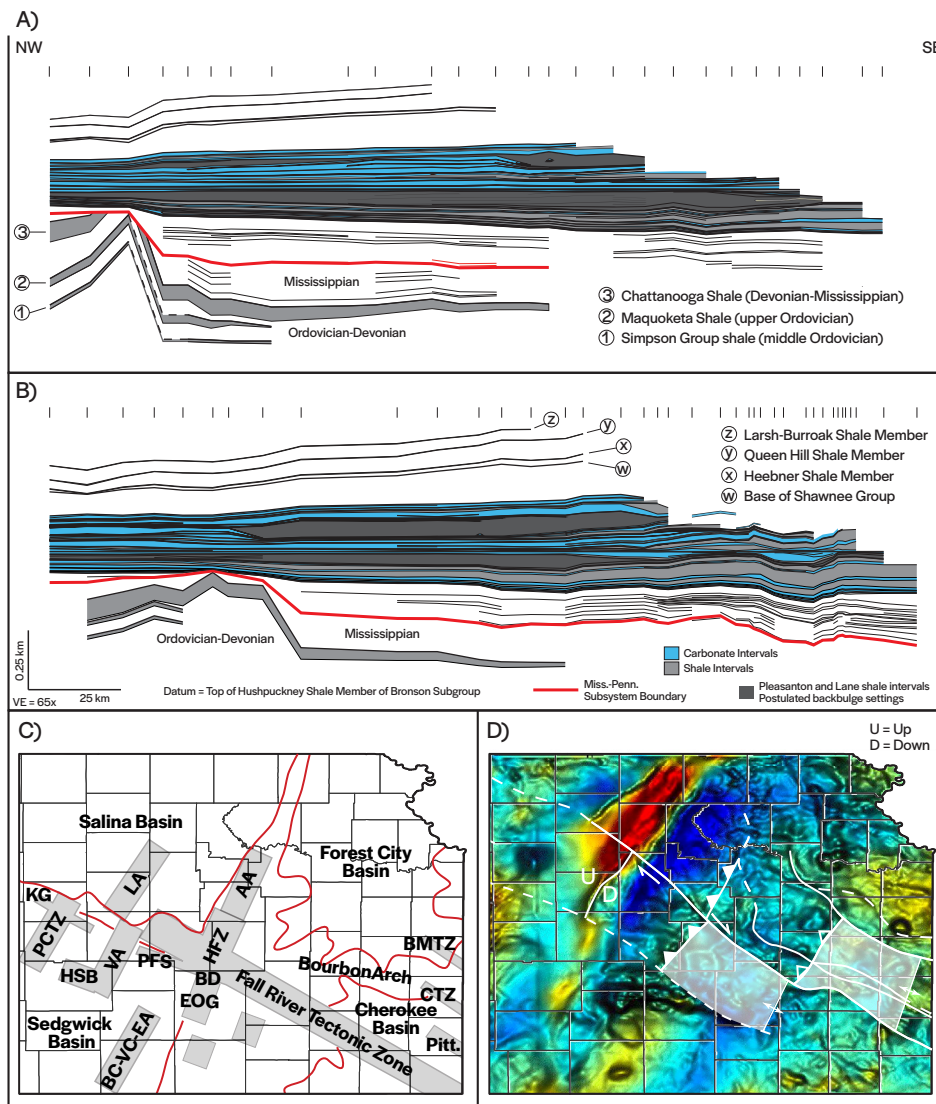 A)
NW
SE
3
2
1
Mississippian
Ordovician-Devonian
3 Chattanooga Shale (Devonian-Mississippian)
2 Maquoketa Shale (upper Ordovician)
1 Simpson Group shale (middle Ordovician)
B)
z
y
x
w
z Larsh-Burroak Shale Member
y Queen Hill Shale Member
x Heebner Shale Member
w Base of Shawnee Group
Ordovician-Devonian
Mississippian
0.25 km
VE = 65x
25 km
Datum = Top of Hushpuckney Shale Member of Bronson Subgroup
Miss.-Penn.
Subsystem Boundary
Carbonate Intervals
Shale Intervals
Pleasanton and Lane shale intervals
Postulated backbulge settings
C)
Salina Basin
Forest City
Basin
KG
LA
AA
PCTZ
VA
PFS
HFZ
HSB
BD
EOG
BMTZ
Bourbon Arch
CTZ
Cherokee
Basin
Fall River Tectonic Zone
Sedgwick
Basin
BC-VC-EA
Pitt.
D)
U = Up
D = Down
U
D